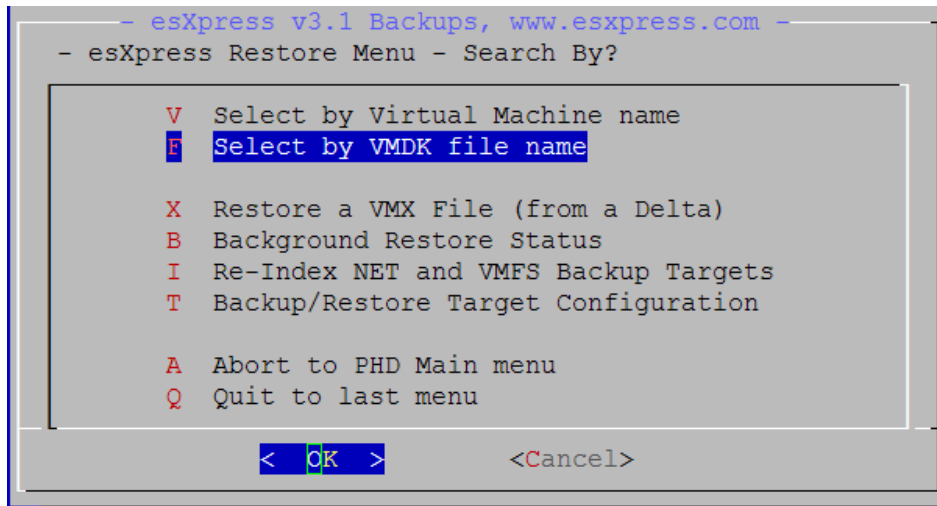 - esXpress v3.1 Backups, www.esxpress.com -
- esXpress Restore Menu - Search By?
V Select by Virtual Machine name
F Select by VMDK file name
X Restore a VMX File (from a Delta)
B Background Restore Status
I Re-Index NET and VMFS Backup Targets
T Backup/Restore Target Configuration
A Abort to PHD Main menu
Q Quit to last menu
< OK > <Cancel>